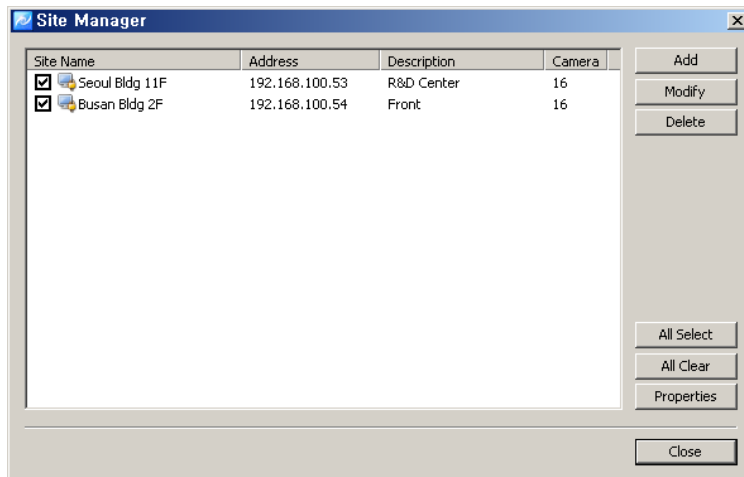 Site Manager
Site Name Address Description Camera
Seoul Bldg 11F 192.168.100.53 R&D Center 16
Busan Bldg 2F 192.168.100.54 Front 16
Add
Modify
Delete
All Select
All Clear
Properties
Close